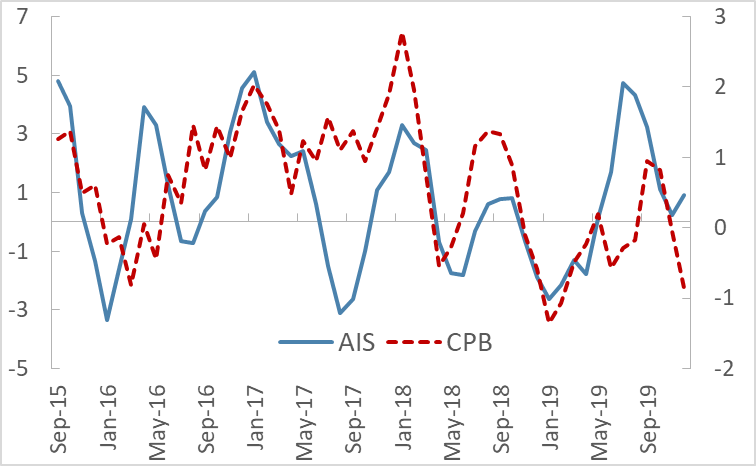 7
5
3
1
-1
-3
-5
3
2
1
0
-1
-2
AIS
CPB
Sep-15
Jan-16
May-16
Sep-16
Jan-17
May-17
Sep-17
Jan-18
May-18
Sep-18
Jan-19
May-19
Sep-19